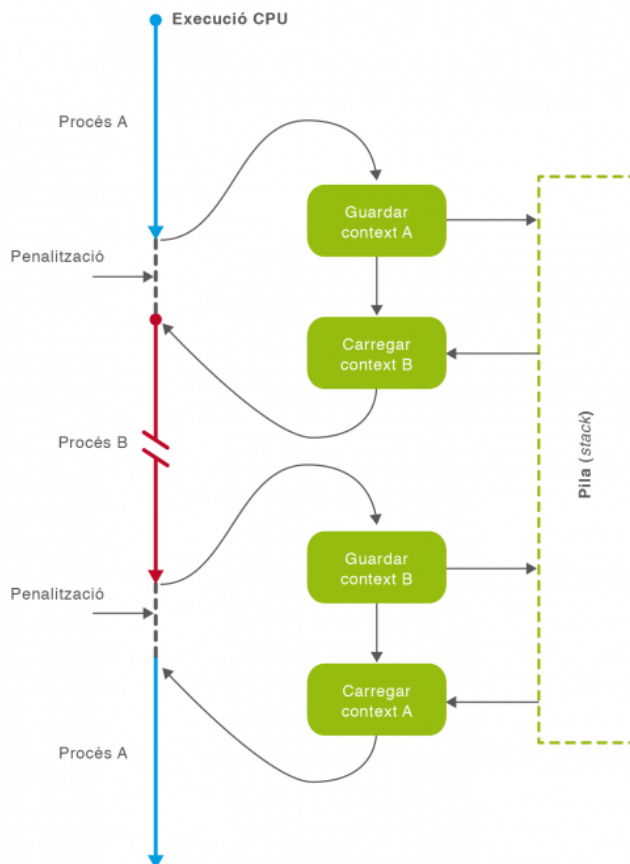 Execució CPU
Procés A
Guardar
context A
Penalització
Carregar
context B
Procés B
Pila (stack)
Guardar
context B
Penalització
Carregar
context A
Procés A